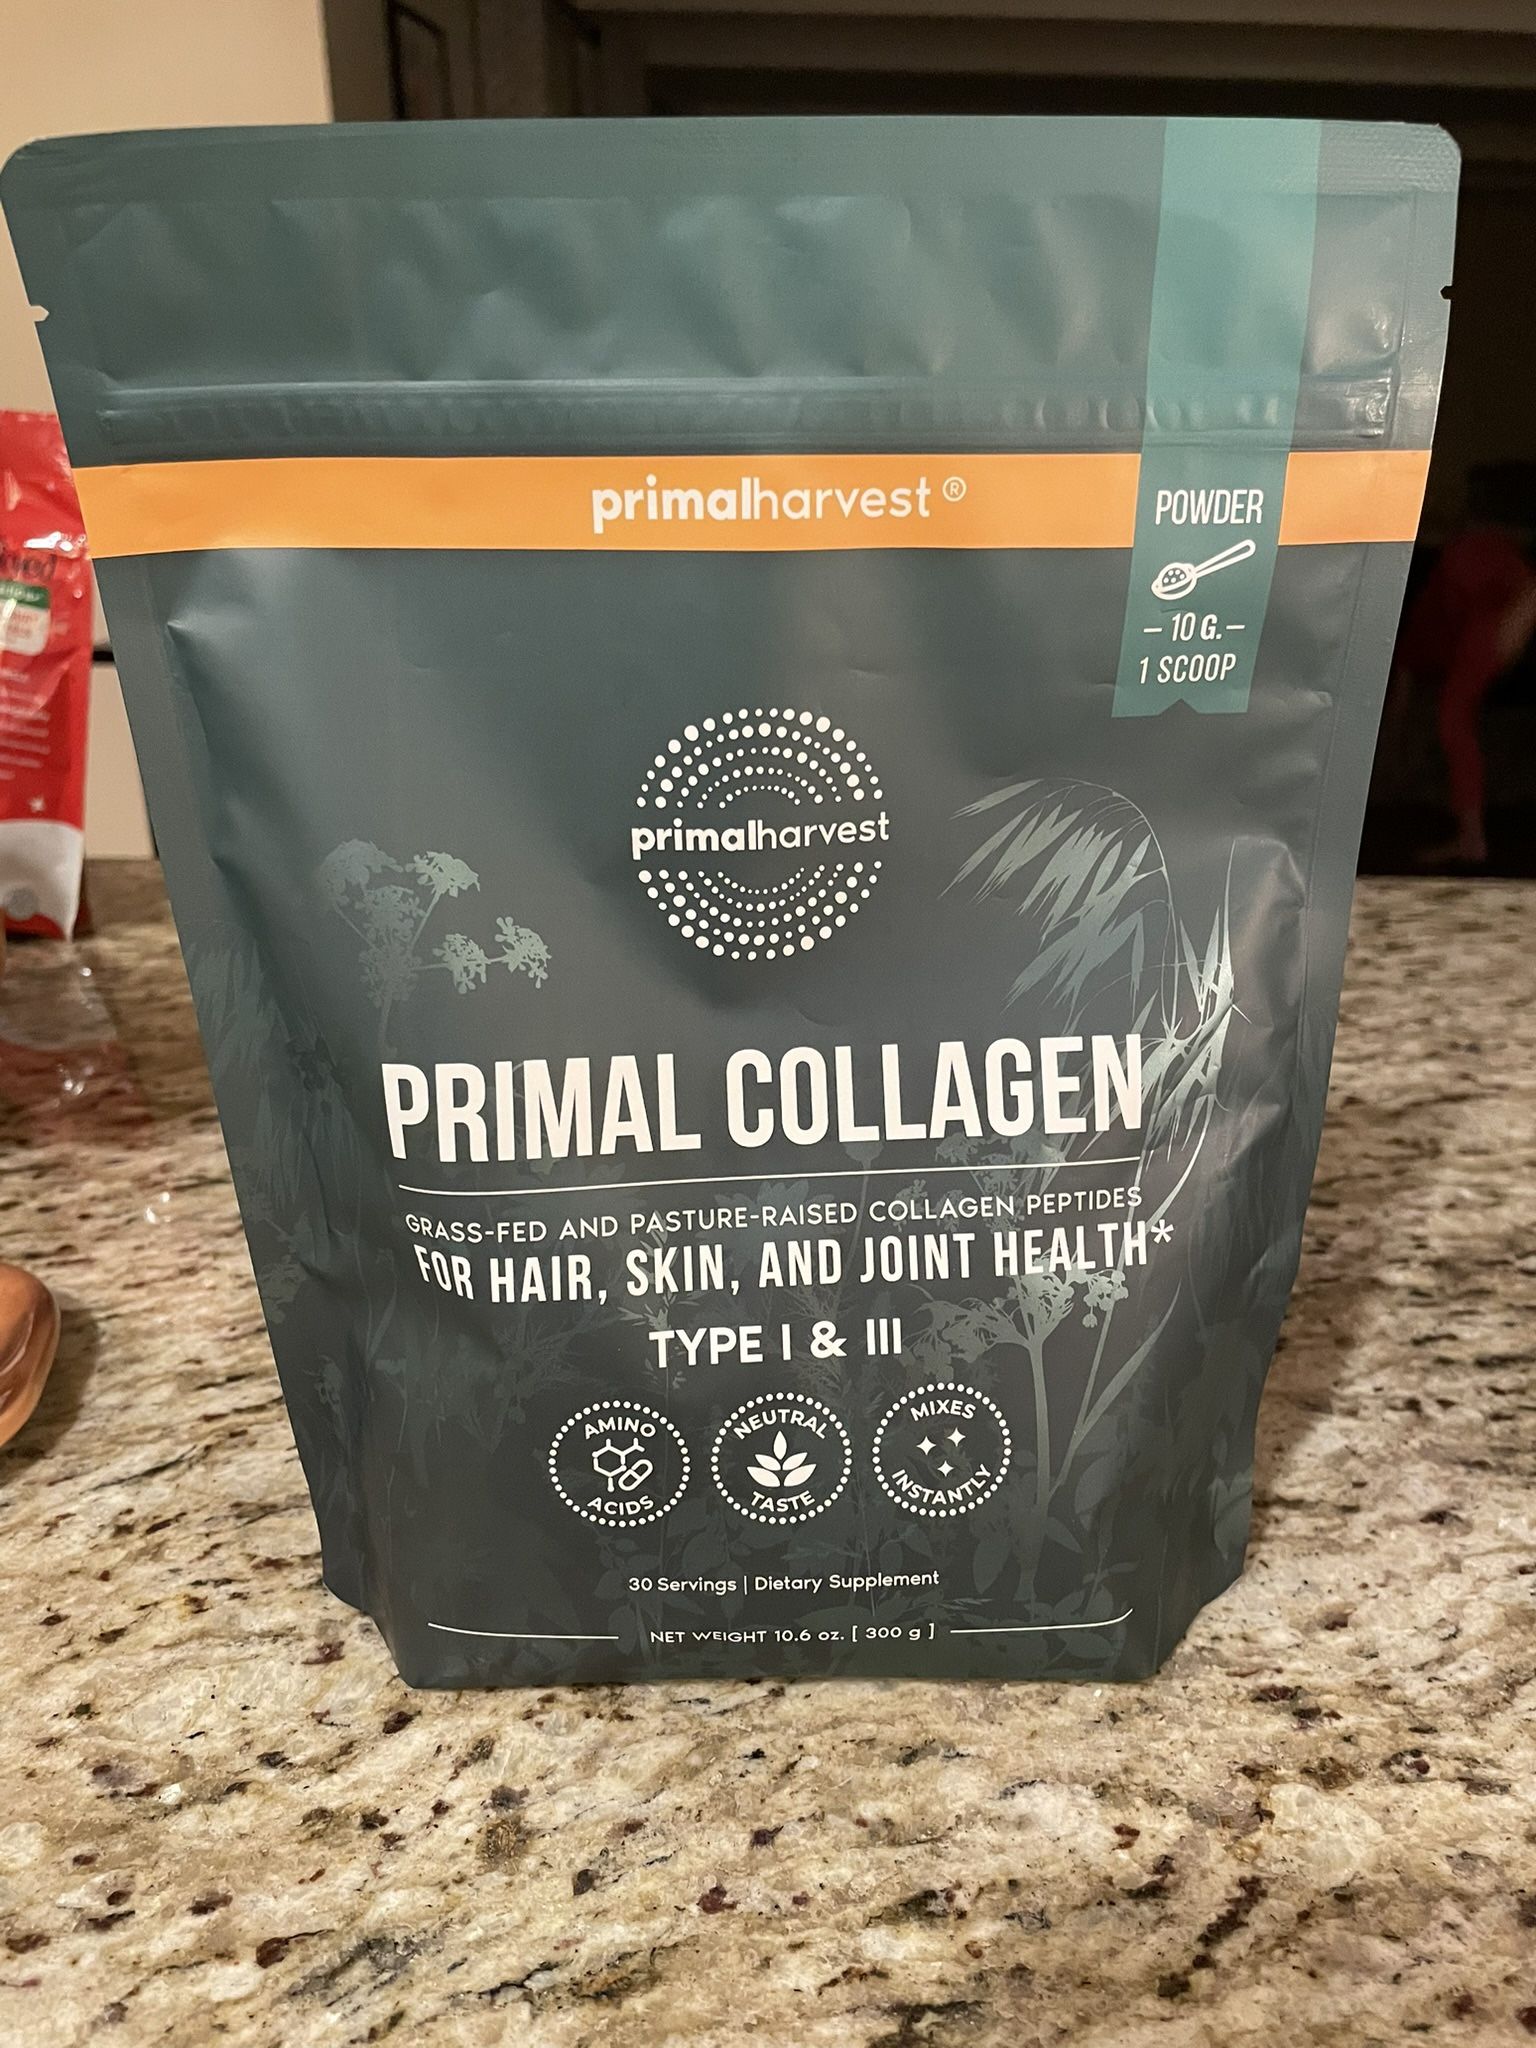 primalharvest®
POWDER
– 10 G. –
1 SCOOP
primalharvest
PRIMAL COLLAGEN
GRASS-FED AND PASTURE-RAISED COLLAGEN PEPTIDES
FOR HAIR, SKIN, AND JOINT HEALTH*
TYPE I & III
AMINO
ACIDS
NEUTRAL
TASTE
MIXES
INSTANTLY
30 Servings | Dietary Supplement
NET WEIGHT 10.6 oz. [ 300 g ]